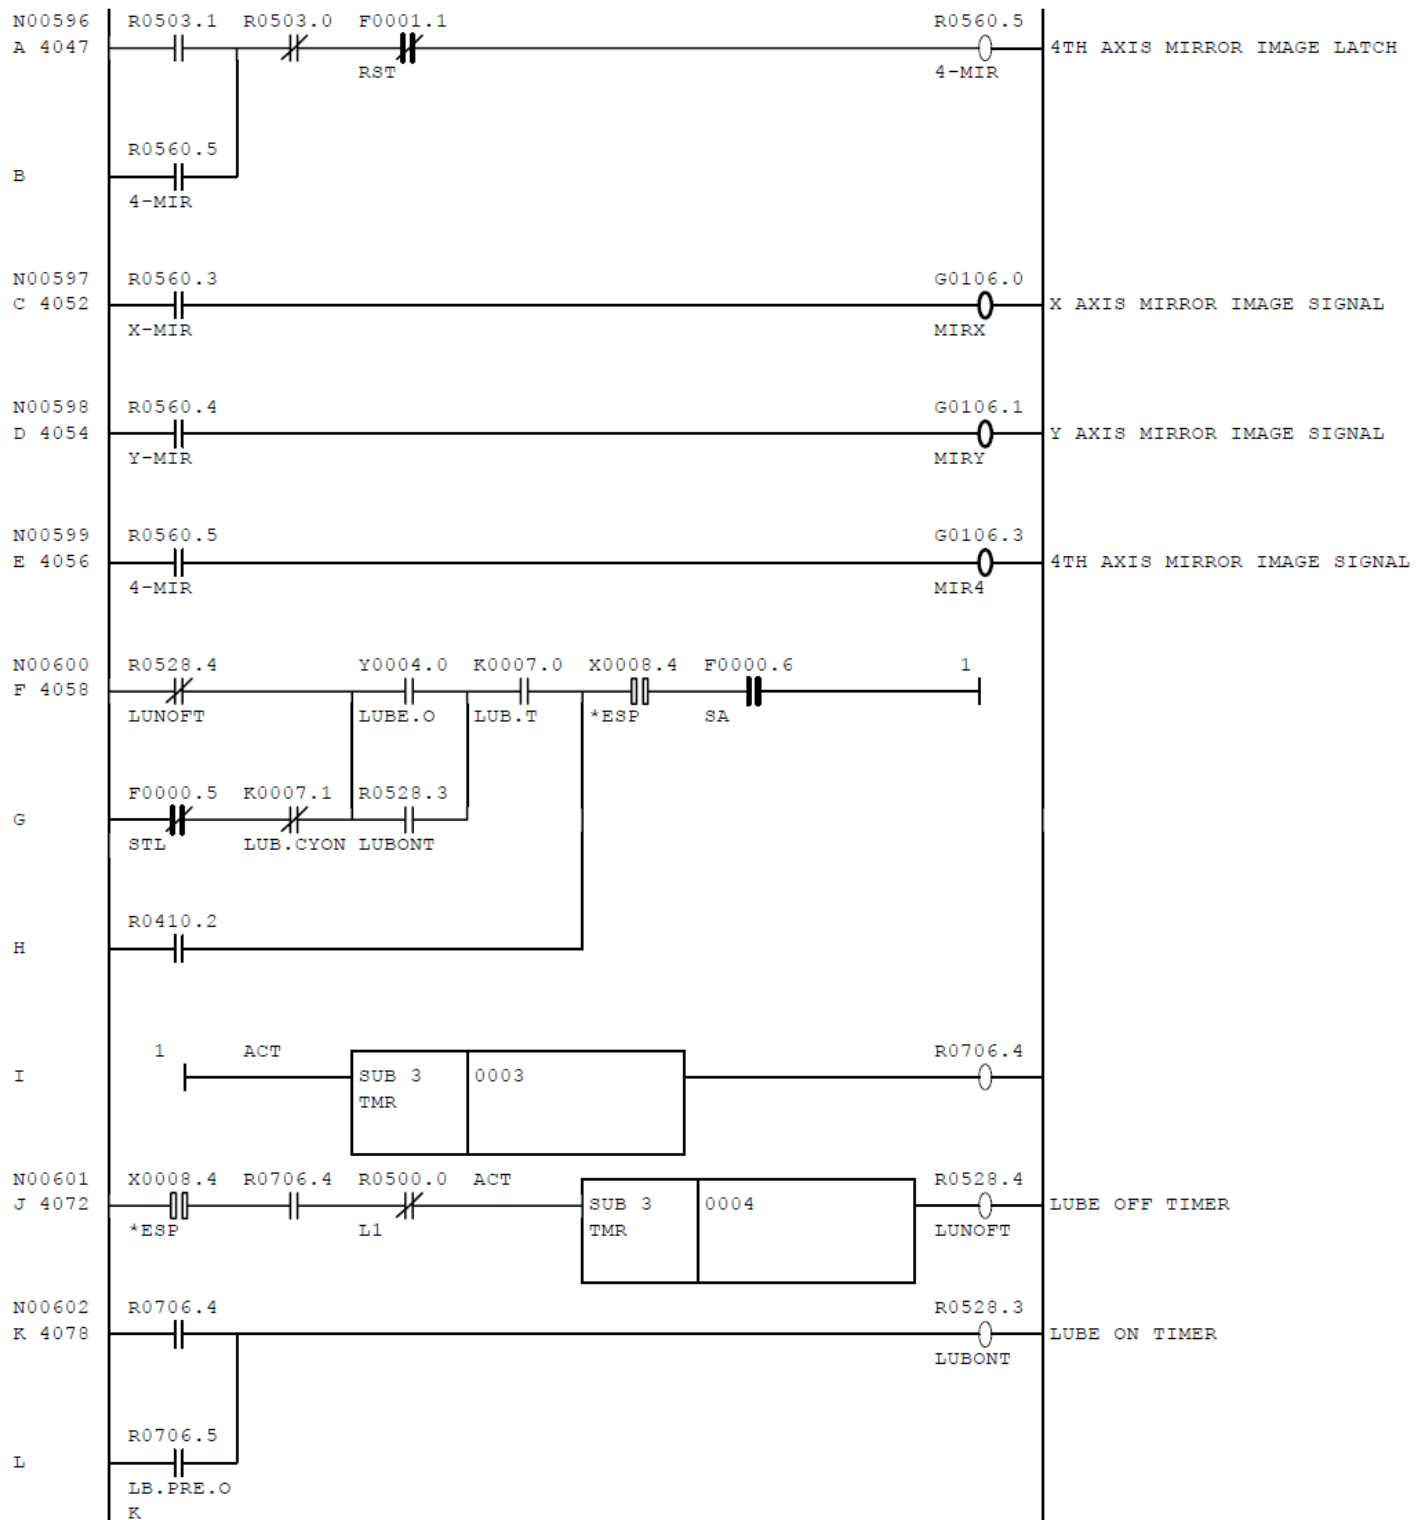 N00596 R0503.1 R0503.0 F0001.1 R0560.5
A 4047 4TH AXIS MIRROR IMAGE LATCH
RST 4-MIR
R0560.5
B
4-MIR
N00597 R0560.3 G0106.0
C 4052 X AXIS MIRROR IMAGE SIGNAL
X-MIR MIRX
N00598 R0560.4 G0106.1
D 4054 Y AXIS MIRROR IMAGE SIGNAL
Y-MIR MIRY
N00599 R0560.5 G0106.3
E 4056 4TH AXIS MIRROR IMAGE SIGNAL
4-MIR MIR4
N00600 R0528.4 Y0004.0 K0007.0 X0008.4 F0000.6 1
F 4058
LUNOFT LUBE.O LUB.T *ESP SA
F0000.5 K0007.1 R0528.3
G
STL LUB.CYON LUBONT
R0410.2
H
1 ACT R0706.4
I SUB 3 0003
TMR
N00601 X0008.4 R0706.4 R0500.0 ACT R0528.4
J 4072 SUB 3 0004 LUBE OFF TIMER
*ESP L1 TMR LUNOFT
N00602 R0706.4 R0528.3
K 4078 LUBE ON TIMER
LUBONT
R0706.5
L
LB.PRE.O
K